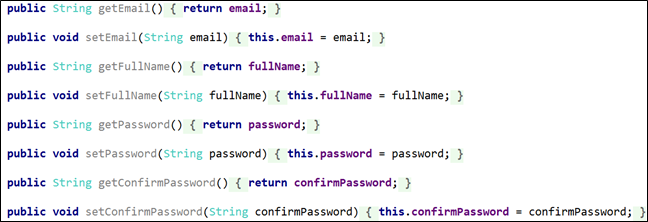 public String getEmail() { return email; }
public void setEmail(String email) { this.email = email; }
public String getFullName() { return fullName; }
public void setFullName(String fullName) { this.fullName = fullName; }
public String getPassword() { return password; }
public void setPassword(String password) { this.password = password; }
public String getConfirmPassword() { return confirmPassword; }
public void setConfirmPassword(String confirmPassword) { this.confirmPassword = confirmPassword; }